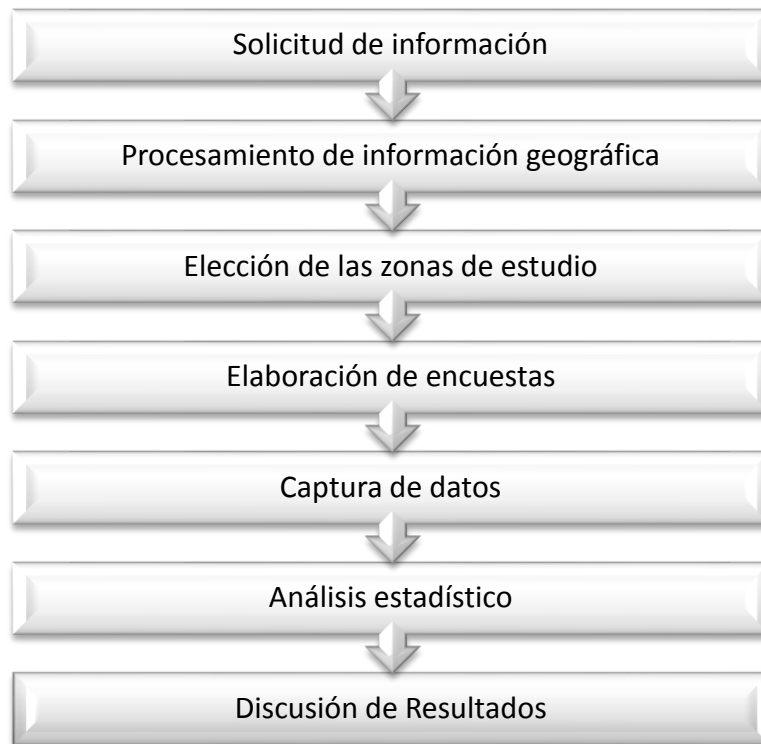 Solicitud de información
Procesamiento de información geográfica
Elección de las zonas de estudio
Elaboración de encuestas
Captura de datos
Análisis estadístico
Discusión de Resultados